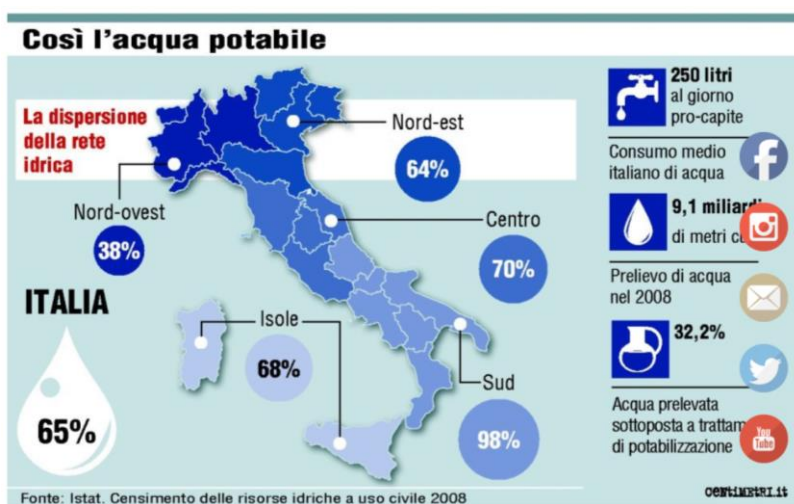 Così l'acqua potabile
La dispersione
della rete
idrica
Nord-est
64%
Nord-ovest
38%
Centro
70%
ITALIA
65%
Isole
68%
Sud
98%
250 litri
al giorno
pro-capite
Consumo medio
italiano di acqua
9,1 miliardi
di metri
Prelievo di acqua
nel 2008
32,2%
Acqua prelevata
sottoposta a
di potabilizzazione
You
Tube
Fonte: Istat. Censimento delle risorse idriche a uso civile 2008
CENTIMETRI.it